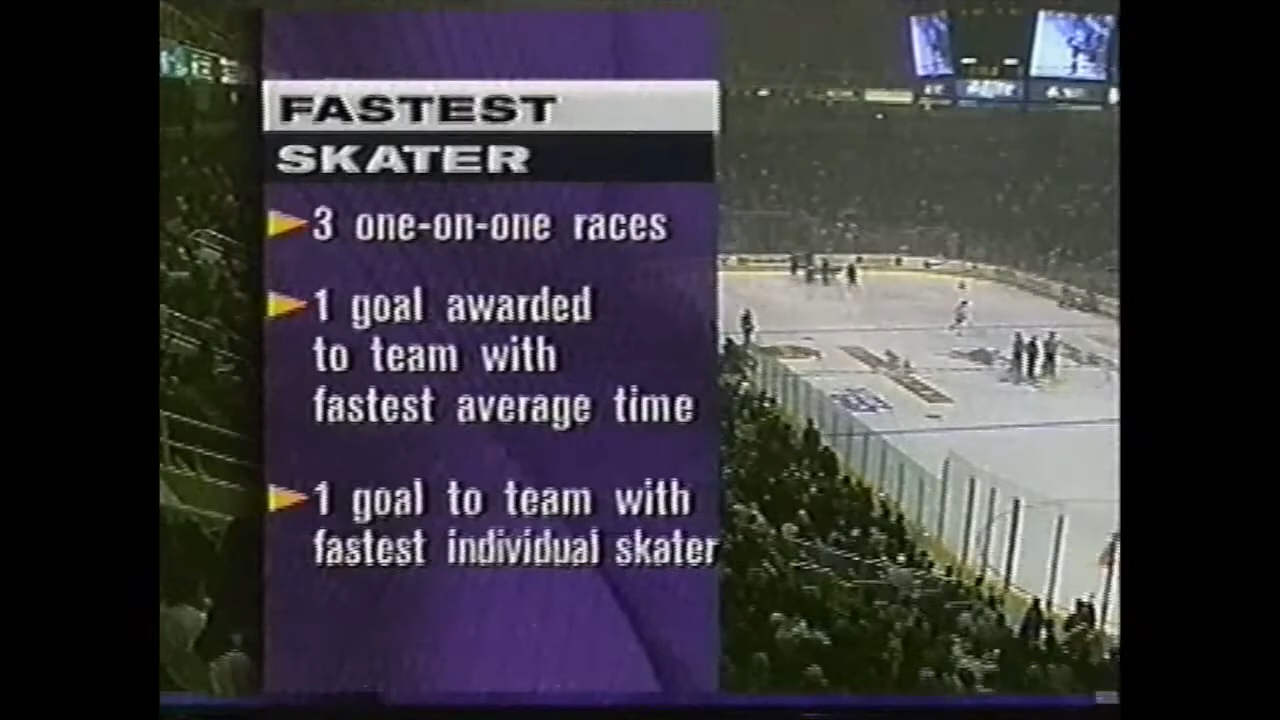 FASTEST
SKATER
3 one-on-one races
1 goal awarded
to team with
fastest average time
1 goal to team with
fastest individual skater